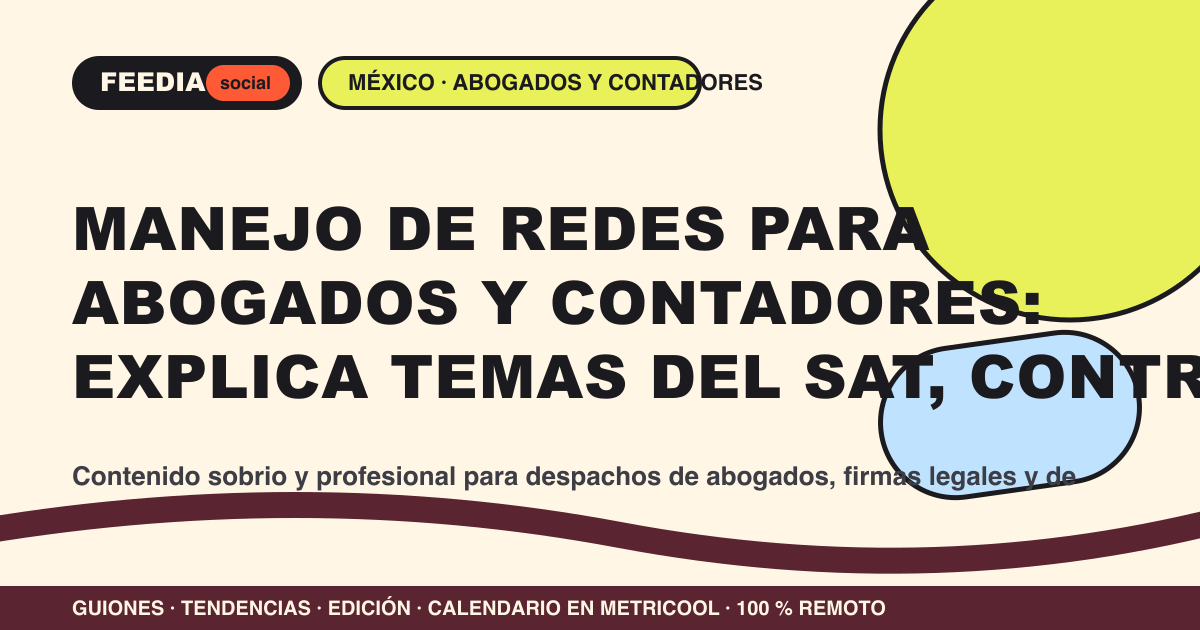 FEEDIA social
MÉXICO · ABOGADOS Y CONTADORES
MANEJO DE REDES PARA
ABOGADOS Y CONTADORES:
EXPLICA TEMAS DEL SAT, CONTR
Contenido sobrio y profesional para despachos de abogados, firmas legales y de
GUIONES · TENDENCIAS · EDICIÓN · CALENDARIO EN METRICOOL · 100 % REMOTO